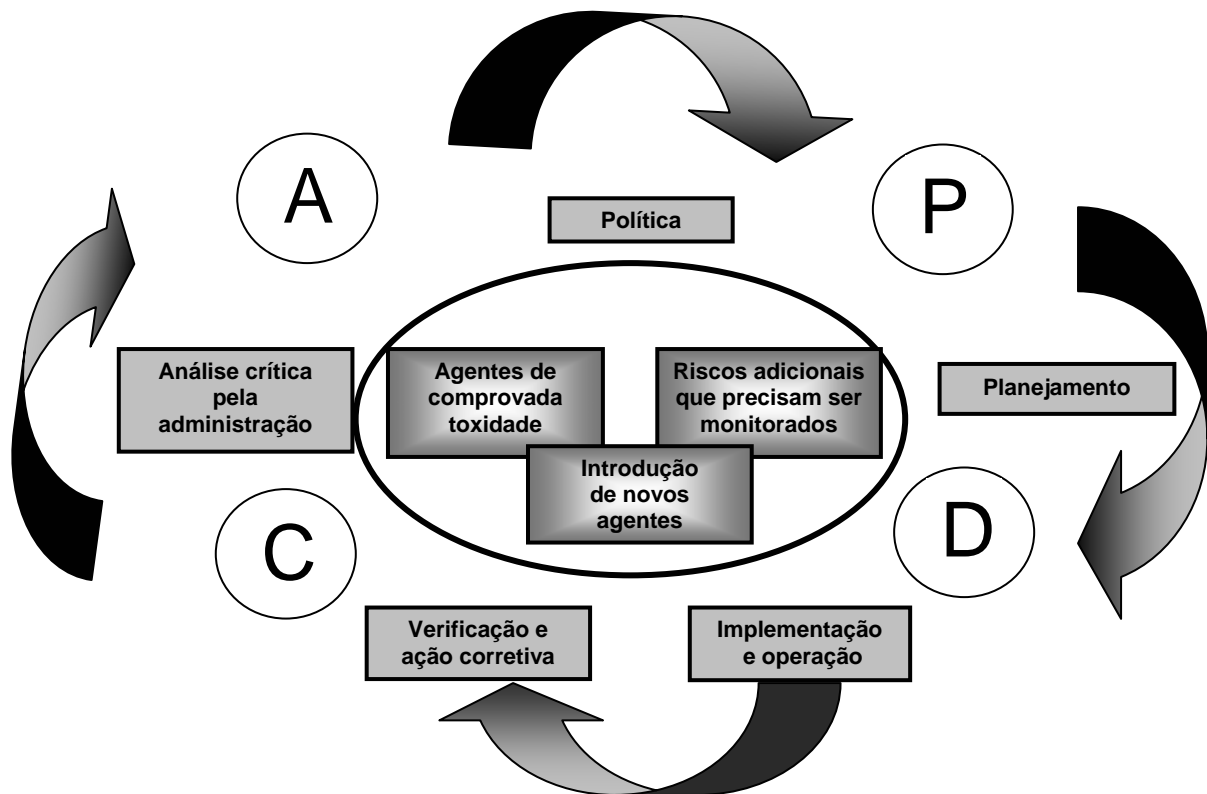 A
P
Política
Análise crítica
pela
administração
Agentes de
comprovada
toxidade
Riscos adicionais
que precisam ser
monitorados
Planejamento
Introdução
de novos
agentes
C
D
Verificação e
ação corretiva
Implementação
e operação